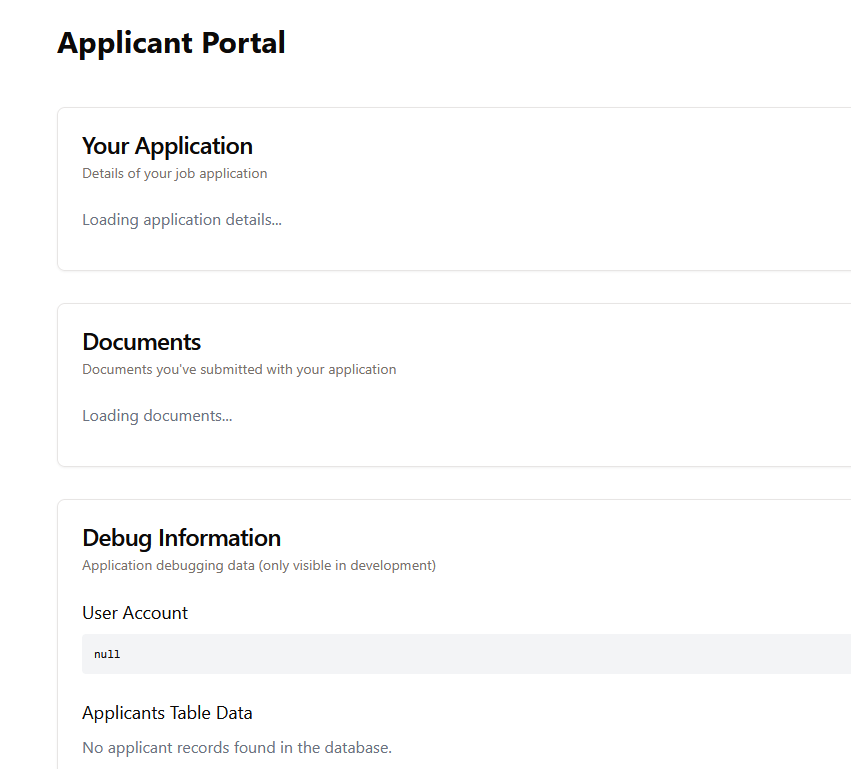 Applicant Portal
Your Application
Details of your job application
Loading application details...
Documents
Documents you've submitted with your application
Loading documents...
Debug Information
Application debugging data (only visible in development)
User Account
null
Applicants Table Data
No applicant records found in the database.